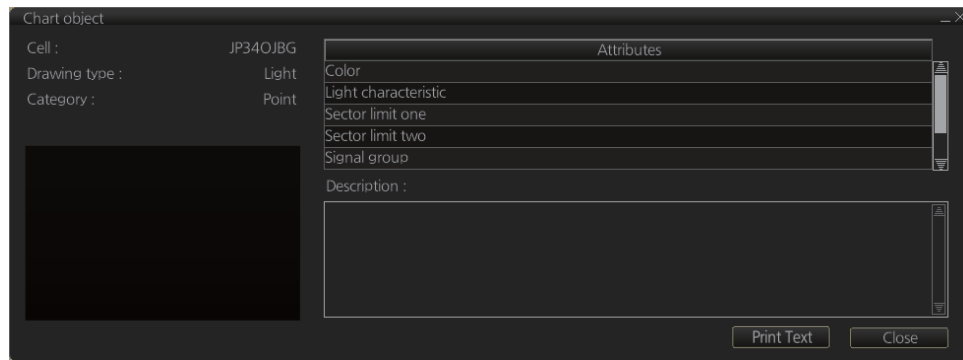 Chart object
Cell : JP34OJBG
Drawing type : Light
Category : Point
Attributes
Color
Light characteristic
Sector limit one
Sector limit two
Signal group
Description :
Print Text
Close